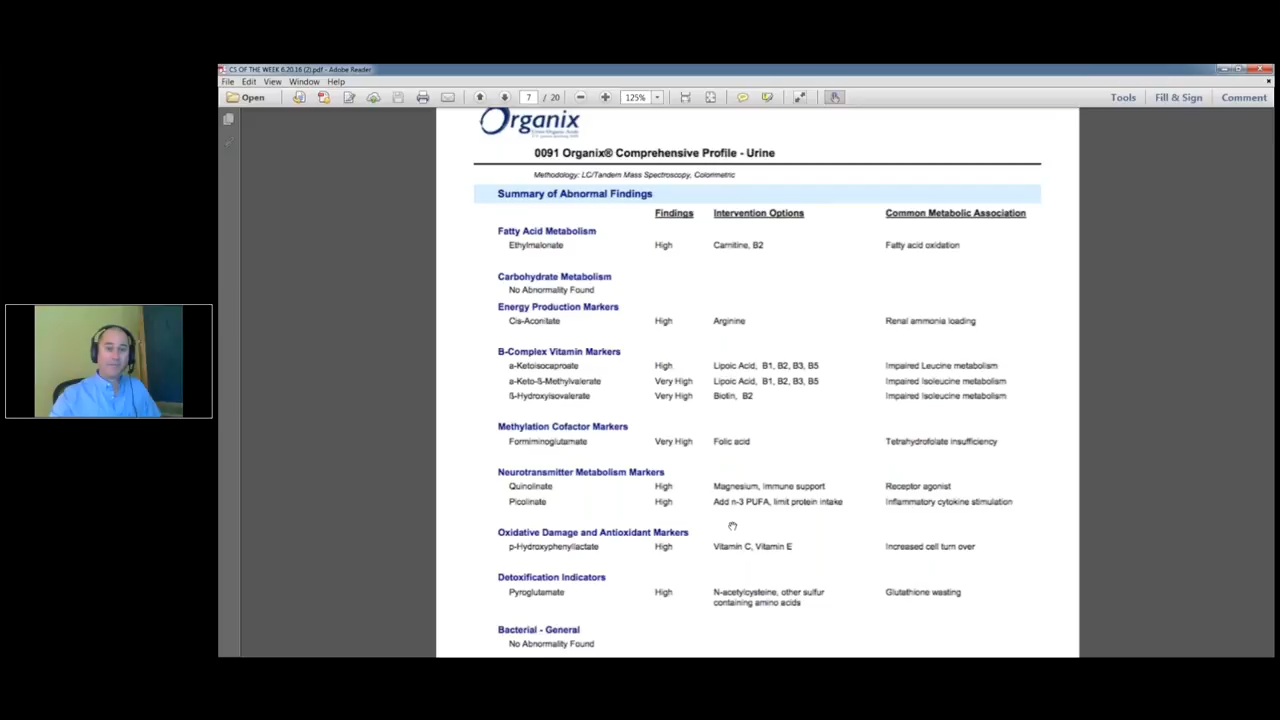 CS OF THE WEEK 6.20.16 (2).pdf - Adobe Reader
File Edit View Window Help
Open 7 / 20 125% Tools Fill & Sign Comment
Organix
0091 Organix® Comprehensive Profile - Urine
Methodology: LC/Tandem Mass Spectroscopy, Colormetric
Summary of Abnormal Findings
Findings Intervention Options Common Metabolic Association
Fatty Acid Metabolism
Ethylmalonate High Carnitine, B2 Fatty acid oxidation
Carbohydrate Metabolism
No Abnormality Found
Energy Production Markers
Cis-Aconitate High Arginine Renal ammonia loading
B-Complex Vitamin Markers
a-Ketoisocaproate High Lipoic Acid, B1, B2, B3, B5 Impaired Leucine metabolism
a-Keto-ß-Methylvalerate Very High Lipoic Acid, B1, B2, B3, B5 Impaired Isoleucine metabolism
ß-Hydroxyisovalerate Very High Biotin, B2 Impaired Isoleucine metabolism
Methylation Cofactor Markers
Formiminoglutamate Very High Folic acid Tetrahydrofolate insufficiency
Neurotransmitter Metabolism Markers
Quinolinate High Magnesium, Immune support Receptor agonist
Picolinate High Add n-3 PUFA, limit protein intake Inflammatory cytokine stimulation
Oxidative Damage and Antioxidant Markers
p-Hydroxyphenyllactate High Vitamin C, Vitamin E Increased cell turn over
Detoxification Indicators
Pyroglutamate High N-acetylcysteine, other sulfur Glutathione wasting
containing amino acids
Bacterial - General
No Abnormality Found